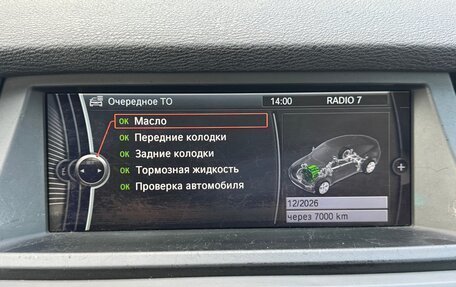 Очередное ТО
14:00
RADIO 7
OK Масло
OK Передние колодки
OK Задние колодки
OK Тормозная жидкость
OK Проверка автомобиля
12/2026
через 7000 km